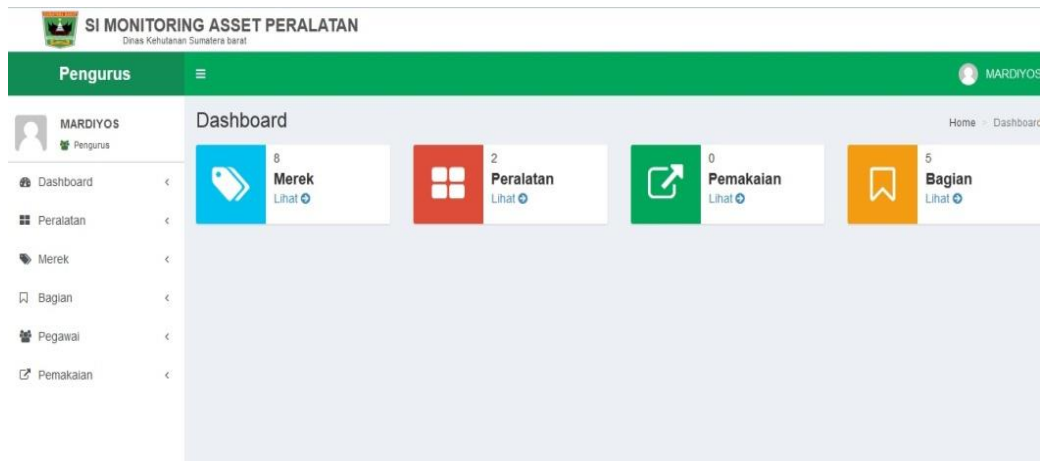 SI MONITORING ASSET PERALATAN
Dinas Kehutanan Sumatera barat
Pengurus
MARDIYOS
MARDIYOS
Pengurus
Dashboard
Peralatan
Merek
Bagian
Pegawai
Pemakaian
Dashboard
Home > Dashboard
8
Merek
Lihat
2
Peralatan
Lihat
0
Pemakaian
Lihat
5
Bagian
Lihat